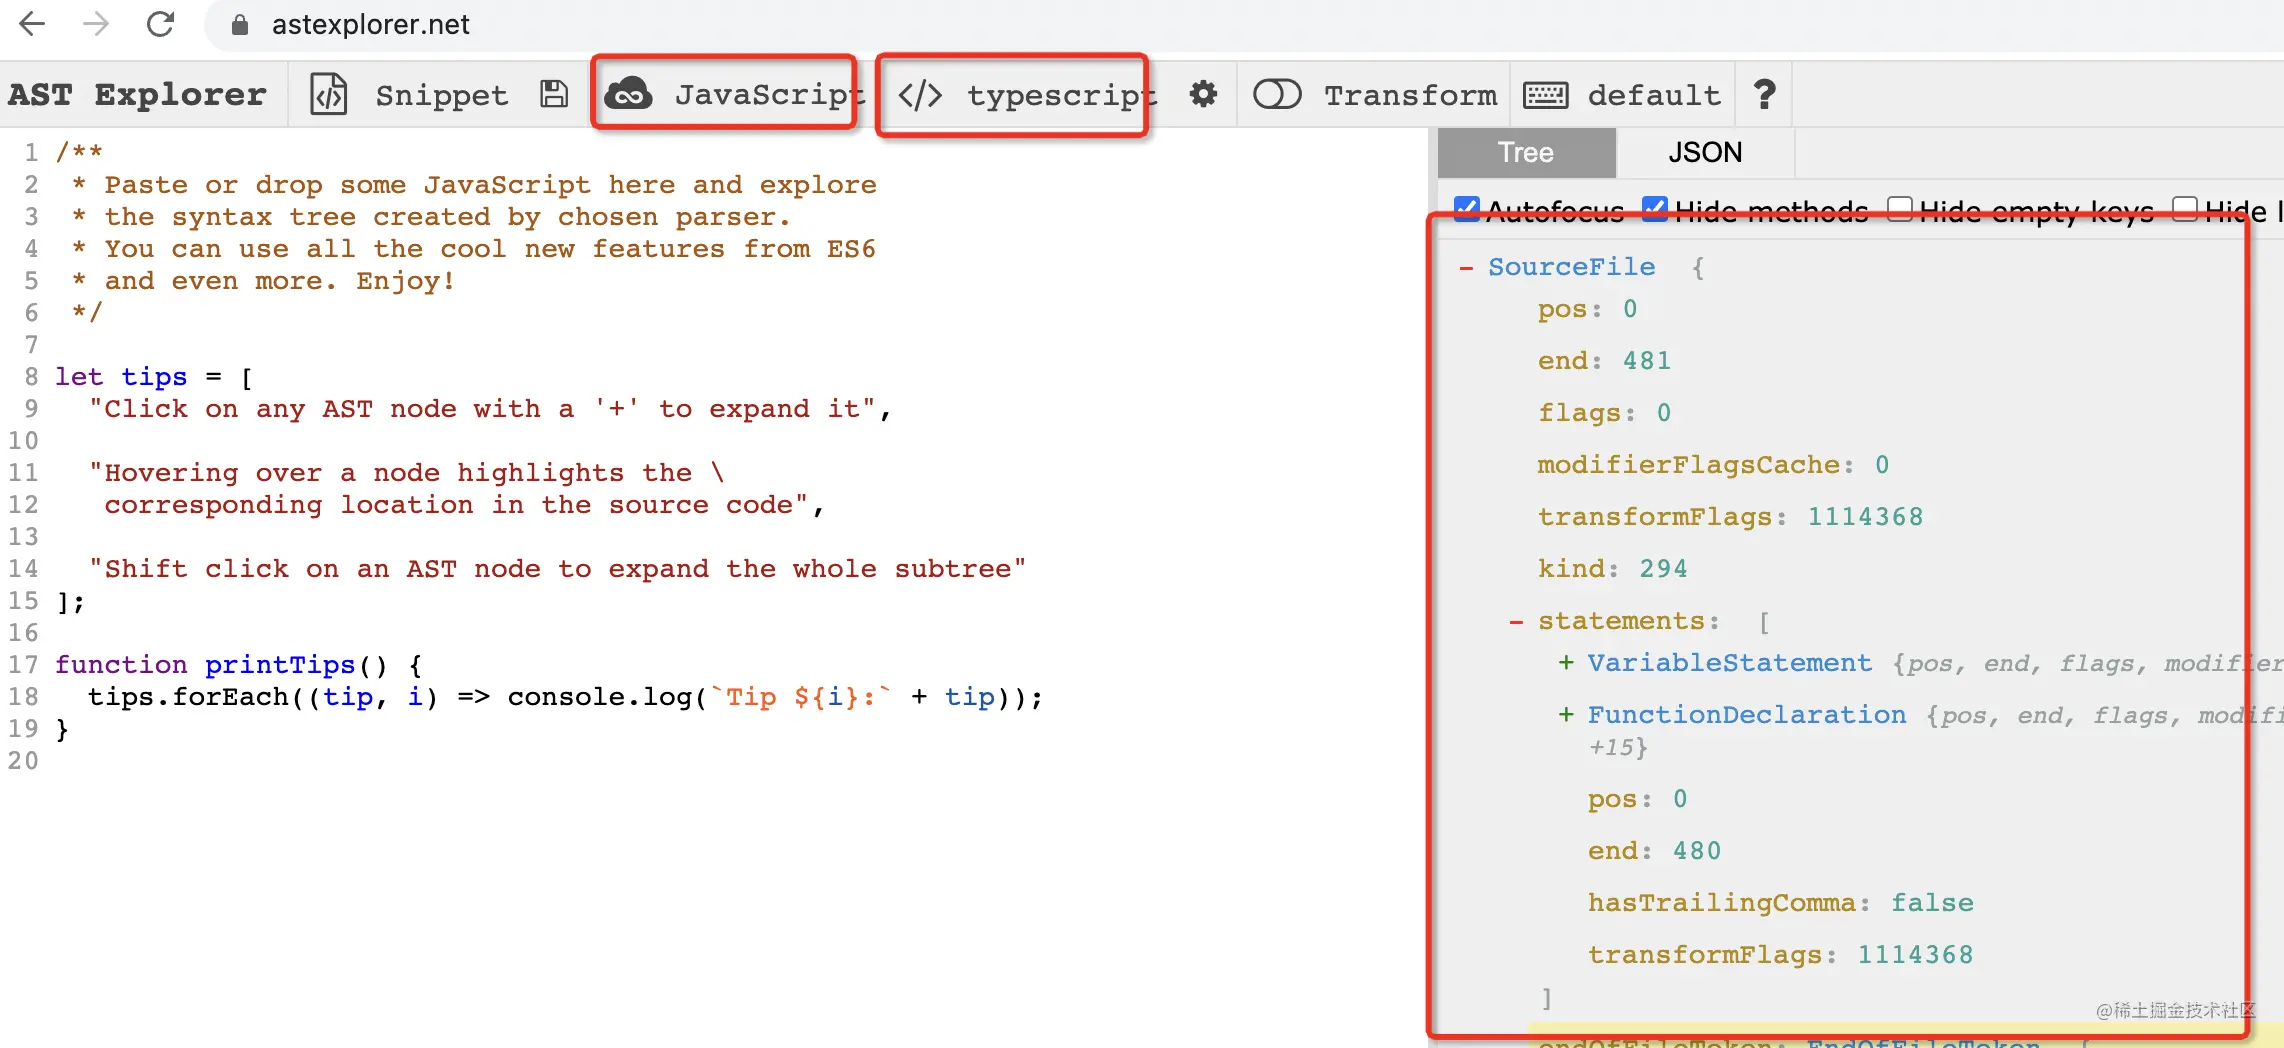 astexplorer.net
AST Explorer Snippet JavaScript </> typescript Transform default ?
1 /**
2 * Paste or drop some JavaScript here and explore
3 * the syntax tree created by chosen parser.
4 * You can use all the cool new features from ES6
5 * and even more. Enjoy!
6 */
7
8 let tips = [
9 "Click on any AST node with a '+' to expand it",
10
11 "Hovering over a node highlights the \
12 corresponding location in the source code",
13
14 "Shift click on an AST node to expand the whole subtree"
15 ];
16
17 function printTips() {
18 tips.forEach((tip, i) => console.log(`Tip ${i}:` + tip));
19 }
20
Tree JSON
Autofocus Hide methods Hide empty keys Hide l
- SourceFile {
pos: 0
end: 481
flags: 0
modifierFlagsCache: 0
transformFlags: 1114368
kind: 294
- statements: [
+ VariableStatement {pos, end, flags, modifier
+ FunctionDeclaration {pos, end, flags, modifi
+15}
pos: 0
end: 480
hasTrailingComma: false
transformFlags: 1114368
]
endOfFileToken: EndOfFileToken {
@稀土掘金技术社区